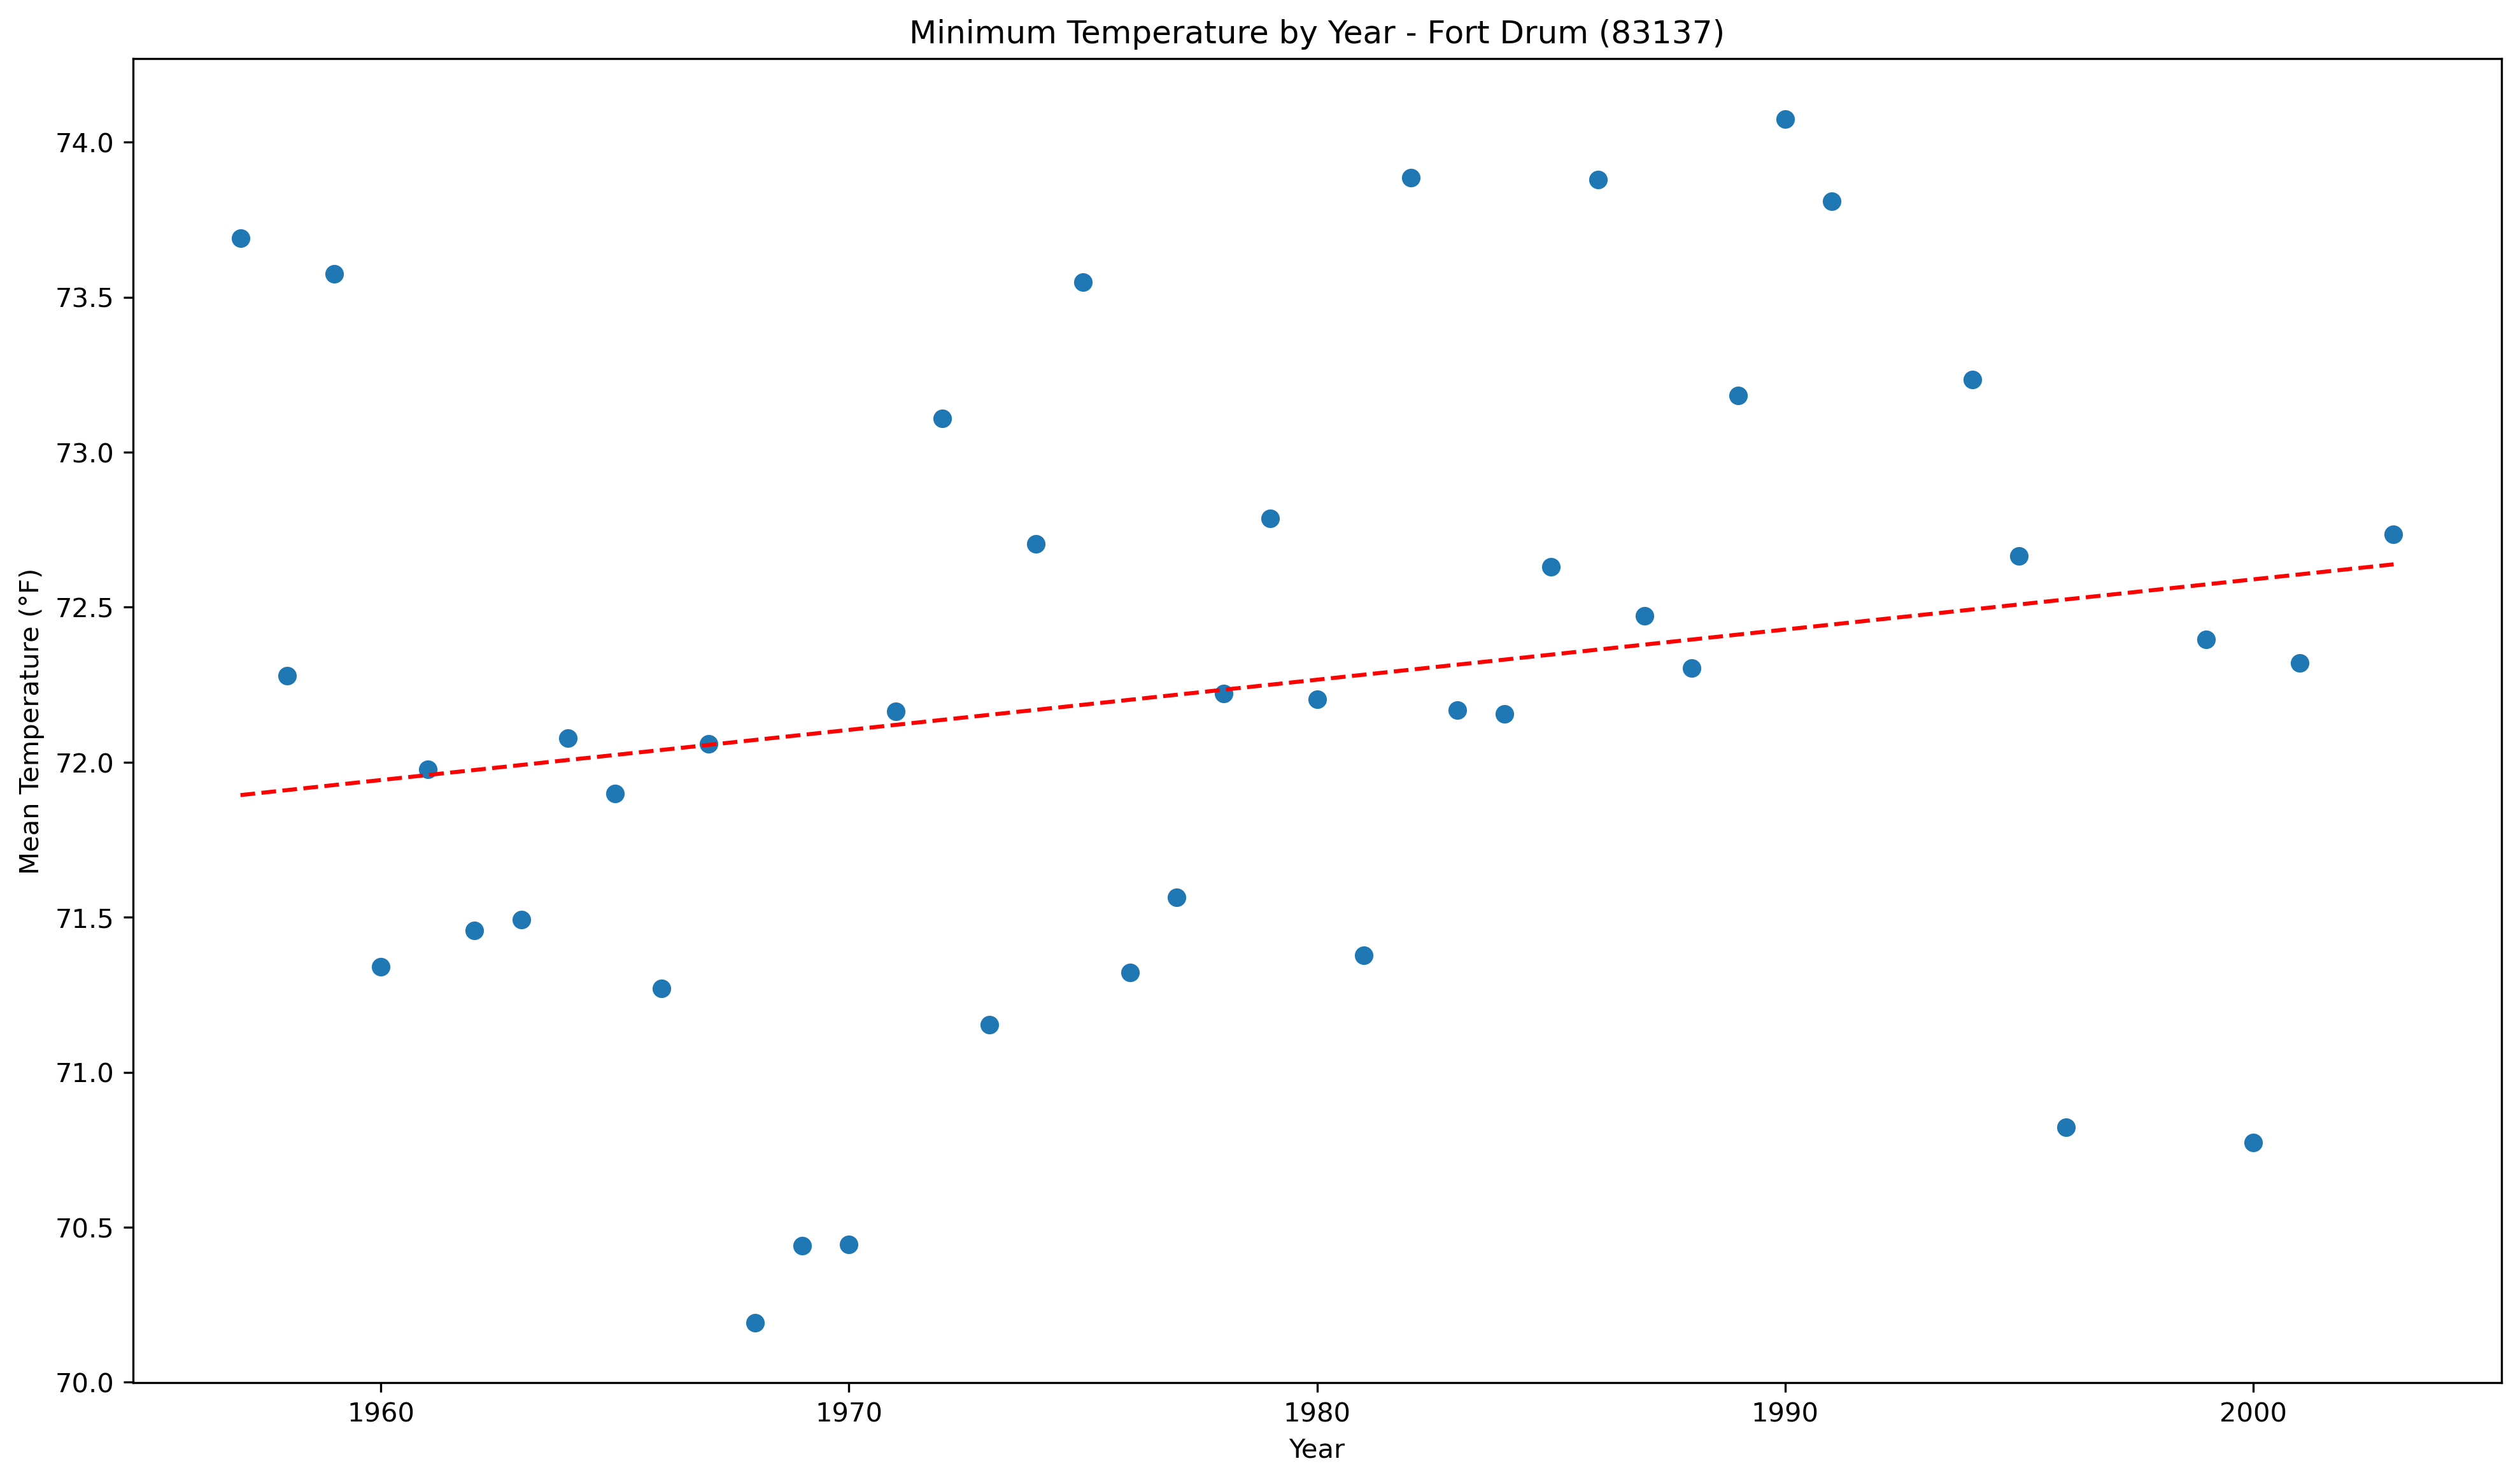 Minimum Temperature by Year - Fort Drum (83137)
Mean Temperature (°F)
74.0
73.5
73.0
72.5
72.0
71.5
71.0
70.5
70.0
1960 1970 1980 1990 2000
Year